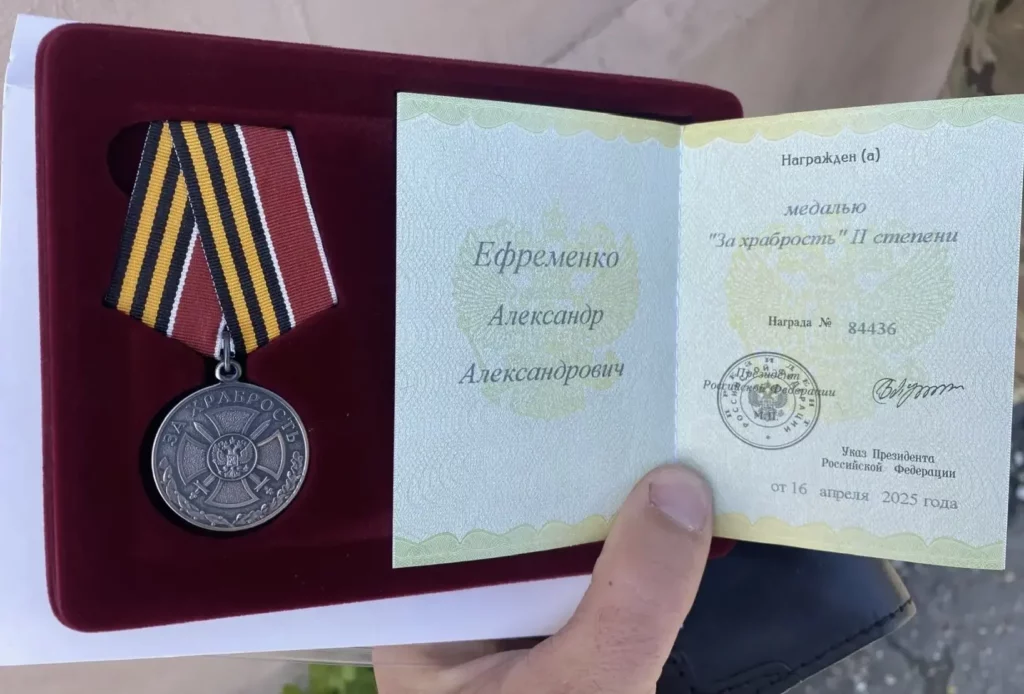 ЗА ХРАБРОСТЬ
Ефременко
Александр
Александрович
Награжден (а)
медалью
"За храбрость" II степени
Награда № 84436
Президент
Российской Федерации
М.П.
Указ Президента
Российской Федерации
от 16 апреля 2025 года